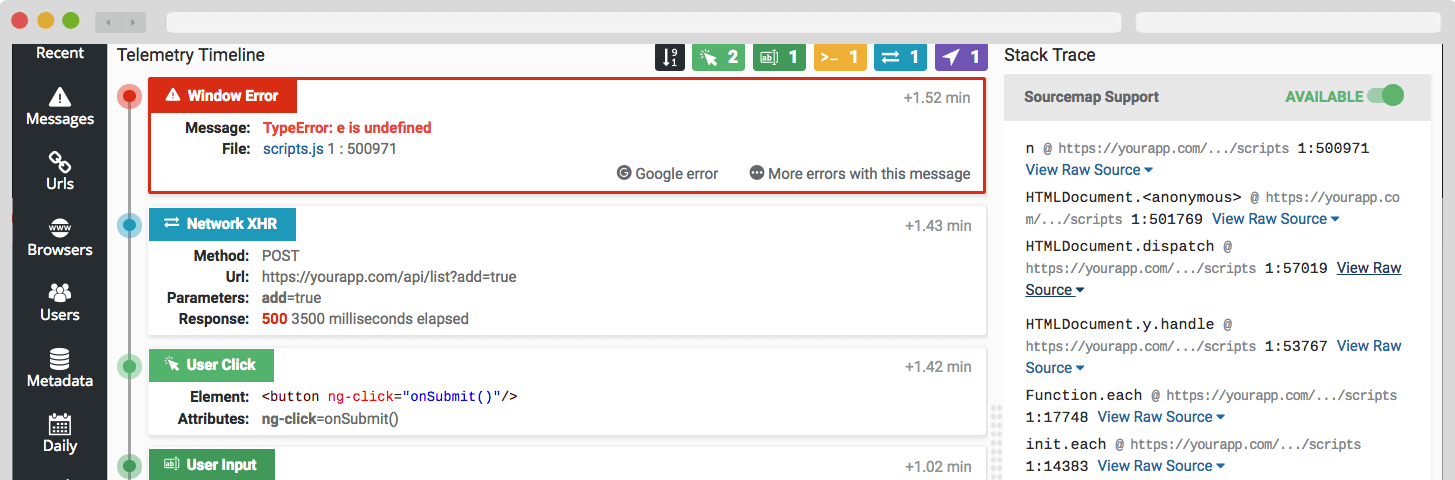 Recent
Messages
Urls
WWW
Browsers
Users
Metadata
Daily
Telemetry Timeline
9
1
2
ab
1
>_ 1
1
1
Window Error
+1.52 min
Message: TypeError: e is undefined
File: scripts.js 1 : 500971
G Google error
More errors with this message
Network XHR
+1.43 min
Method: POST
Url: https://yourapp.com/api/list?add=true
Parameters: add=true
Response: 500 3500 milliseconds elapsed
User Click
+1.42 min
Element: <button ng-click="onSubmit()"/>
Attributes: ng-click=onSubmit()
ab User Input
+1.02 min
Stack Trace
Sourcemap Support
AVAILABLE
n @ https://yourapp.com/.../scripts 1:500971
View Raw Source
HTMLDocument.<anonymous> @ https://yourapp.co
m/.../scripts 1:501769 View Raw Source
HTMLDocument.dispatch @
https://yourapp.com/.../scripts 1:57019 View Raw
Source
HTMLDocument.y.handle @
https://yourapp.com/.../scripts 1:53767 View Raw
Source
Function.each @ https://yourapp.com/.../scripts
1:17748 View Raw Source
init.each @ https://yourapp.com/.../scripts
1:14383 View Raw Source